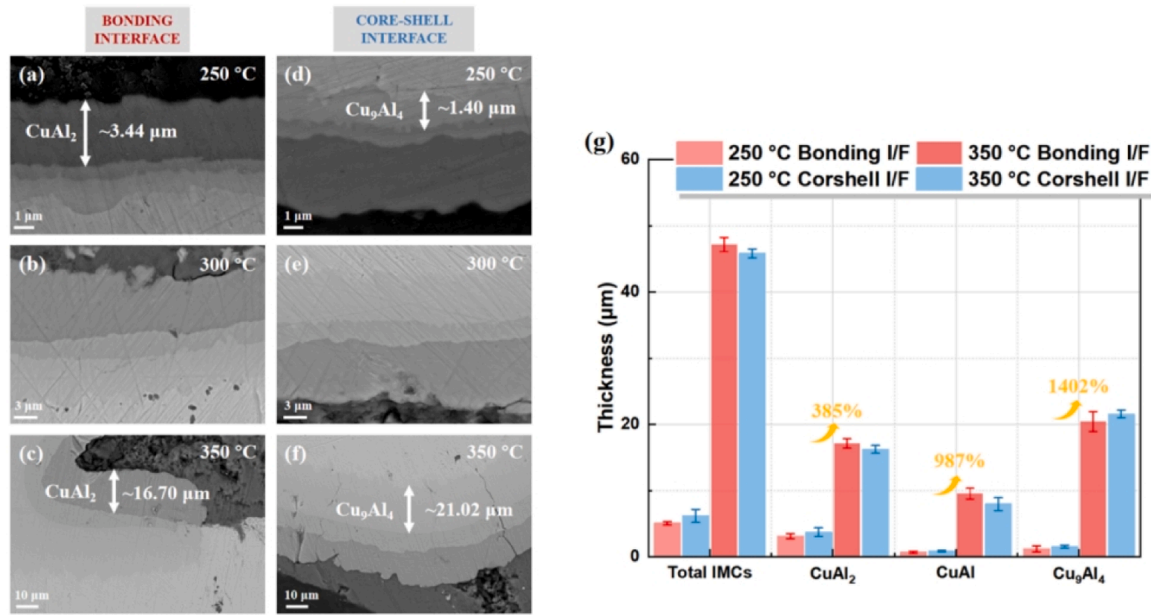 BONDING
INTERFACE
CORE-SHELL
INTERFACE
(a)
250 °C
CuAl₂
~3.44 μm
1 μm
(d)
250 °C
Cu₉Al₄
~1.40 μm
1 μm
(b)
300 °C
3 μm
(e)
300 °C
3 μm
(c)
350 °C
CuAl₂
~16.70 μm
10 μm
(f)
350 °C
Cu₉Al₄
~21.02 μm
10 μm
(g)
250 °C Bonding I/F
350 °C Bonding I/F
250 °C Corshell I/F
350 °C Corshell I/F
Thickness (μm)
60
40
20
0
385%
987%
1402%
Total IMCs
CuAl₂
CuAl
Cu₉Al₄